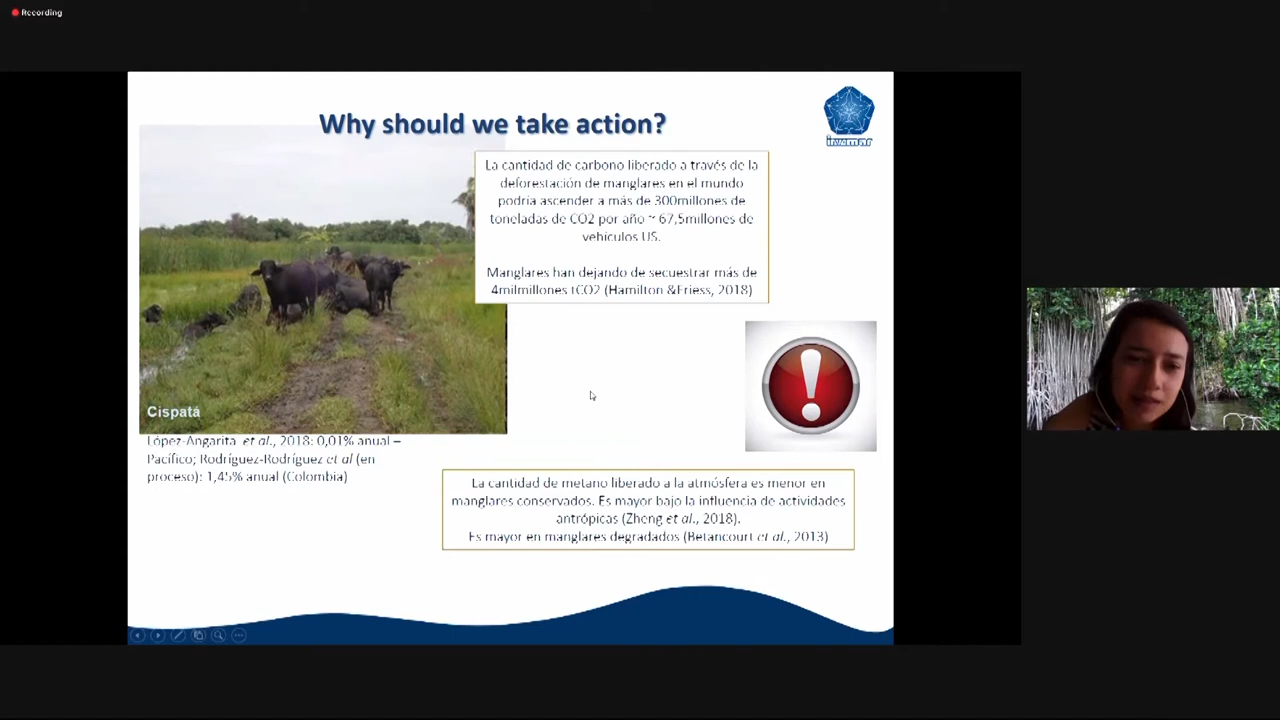 Recording
Why should we take action?
invemar
La cantidad de carbono liberado a través de la
deforestación de manglares en el mundo
podría ascender a más de 300millones de
toneladas de CO2 por año ~ 67,5millones de
vehículos US.
Manglares han dejando de secuestrar más de
4milmillones tCO2 (Hamilton &Friess, 2018)
Cispatá
López-Angarita et al., 2018: 0,01% anual –
Pacífico; Rodríguez-Rodríguez et al (en
proceso): 1,45% anual (Colombia)
La cantidad de metano liberado a la atmósfera es menor en
manglares conservados. Es mayor bajo la influencia de actividades
antrópicas (Zheng et al., 2018).
Es mayor en manglares degradados (Betancourt et al., 2013)